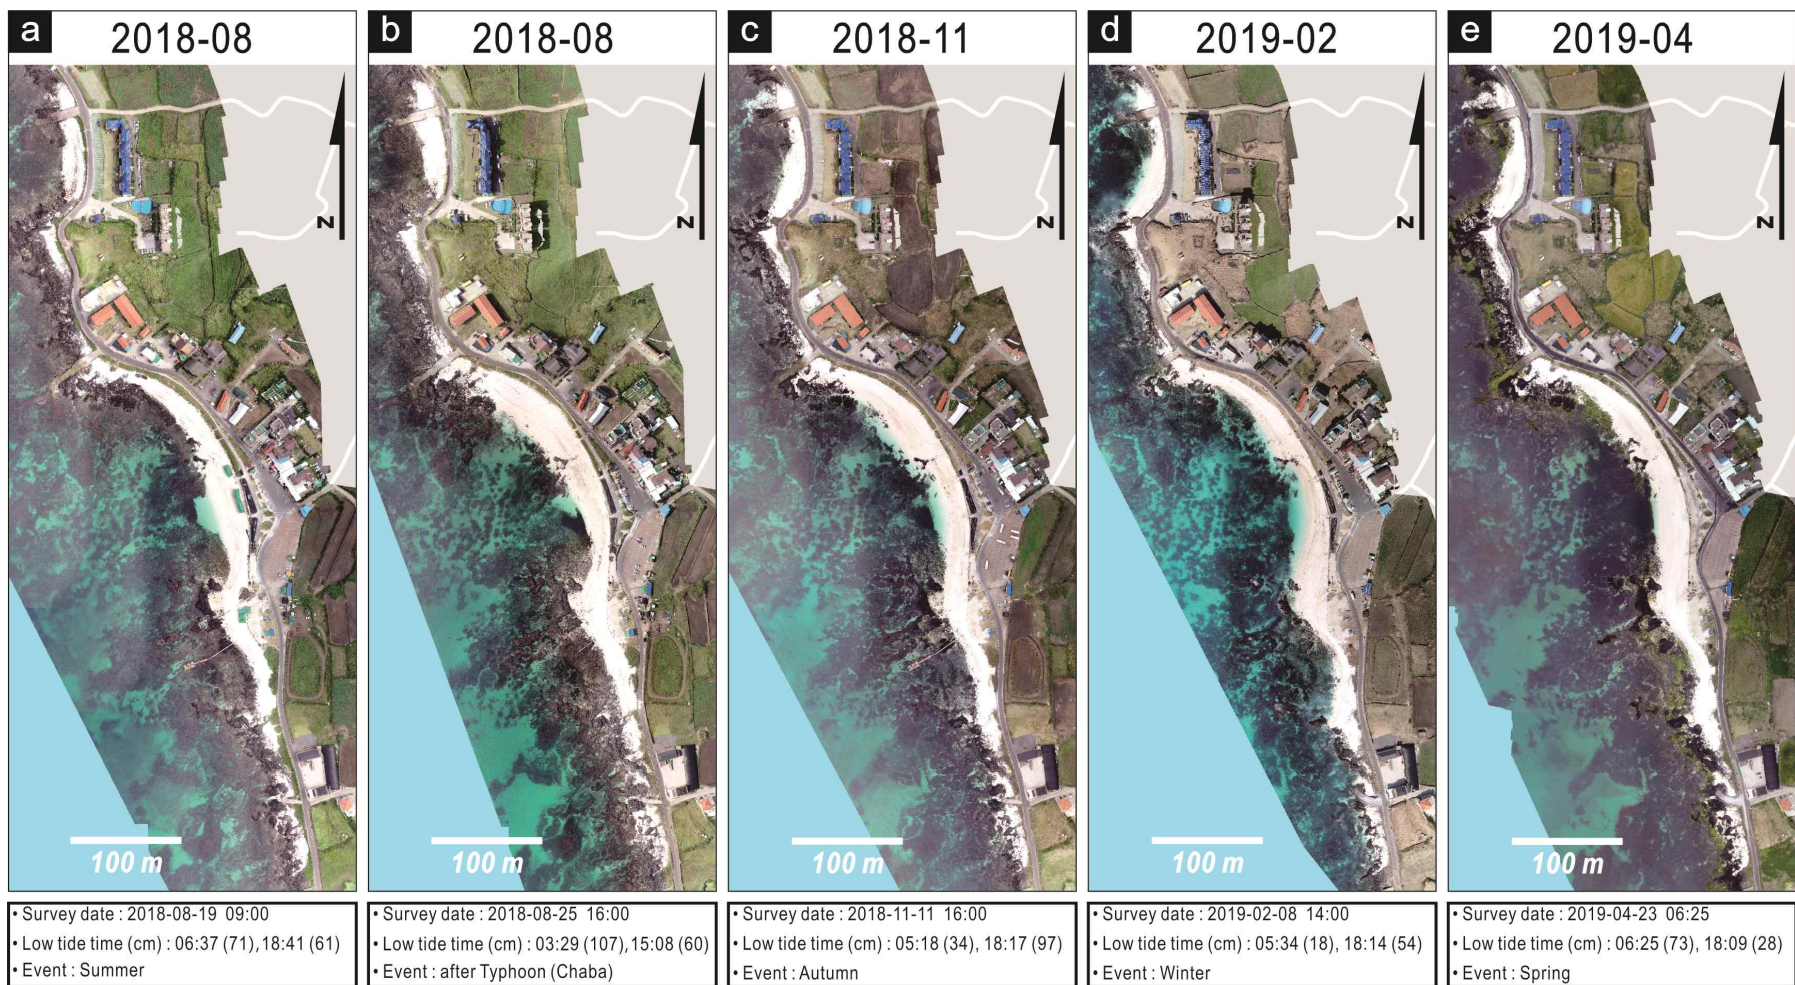 a
2018-08
N
100 m
• Survey date : 2018-08-19 09:00
• Low tide time (cm) : 06:37 (71), 18:41 (61)
• Event : Summer
b
2018-08
N
100 m
• Survey date : 2018-08-25 16:00
• Low tide time (cm) : 03:29 (107), 15:08 (60)
• Event : after Typhoon (Chaba)
c
2018-11
N
100 m
• Survey date : 2018-11-11 16:00
• Low tide time (cm) : 05:18 (34), 18:17 (97)
• Event : Autumn
d
2019-02
N
100 m
• Survey date : 2019-02-08 14:00
• Low tide time (cm) : 05:34 (18), 18:14 (54)
• Event : Winter
e
2019-04
N
100 m
• Survey date : 2019-04-23 06:25
• Low tide time (cm) : 06:25 (73), 18:09 (28)
• Event : Spring